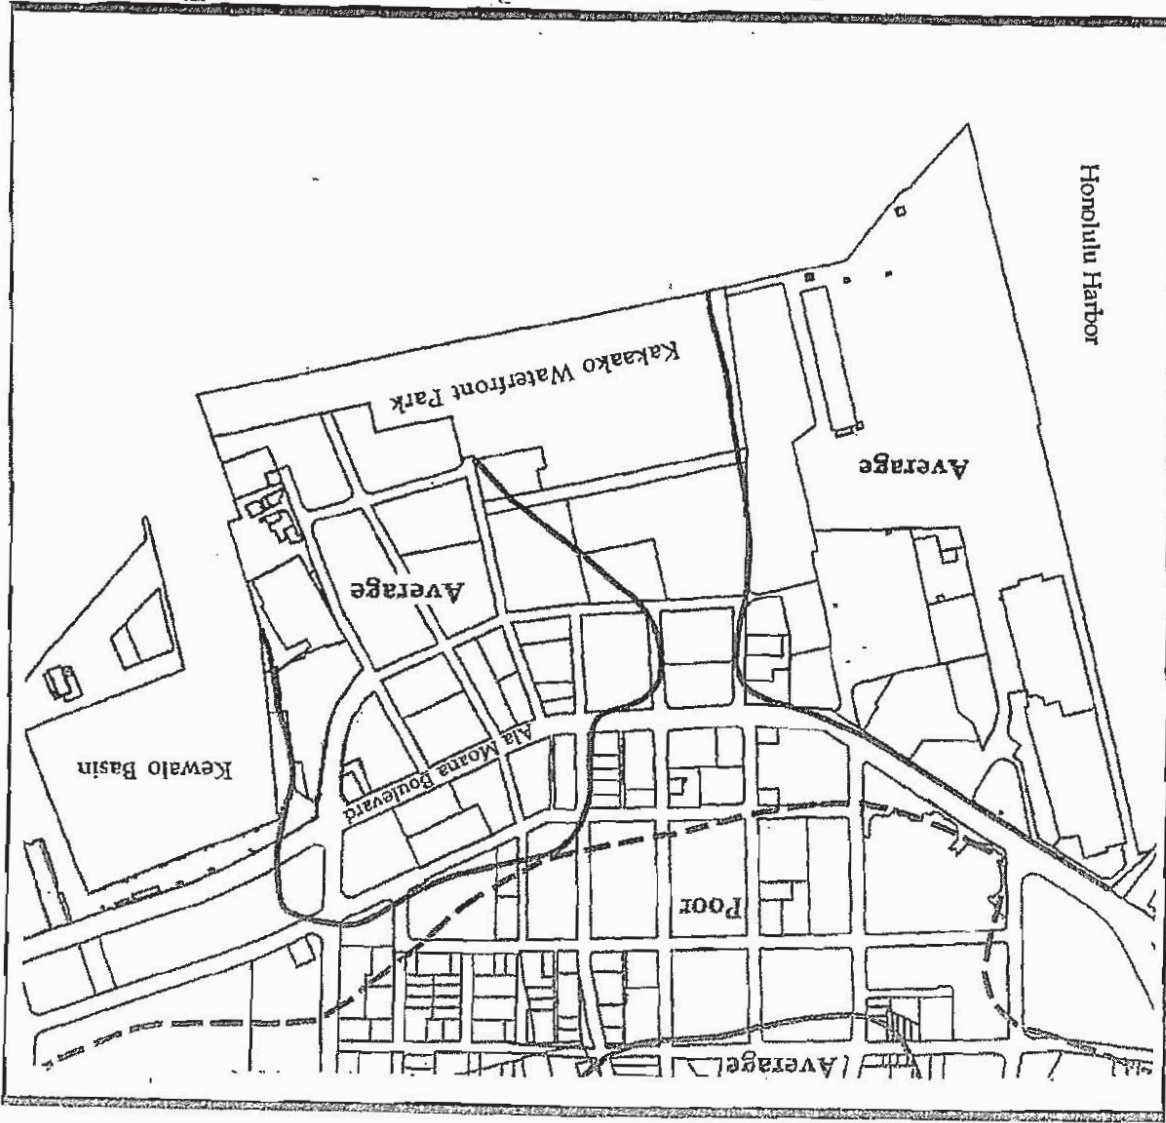 Honolulu Harbor
Kakaako Waterfront Park
Average
Average
Kewalo Basin
Ala Moana Boulevard
Poor
Average